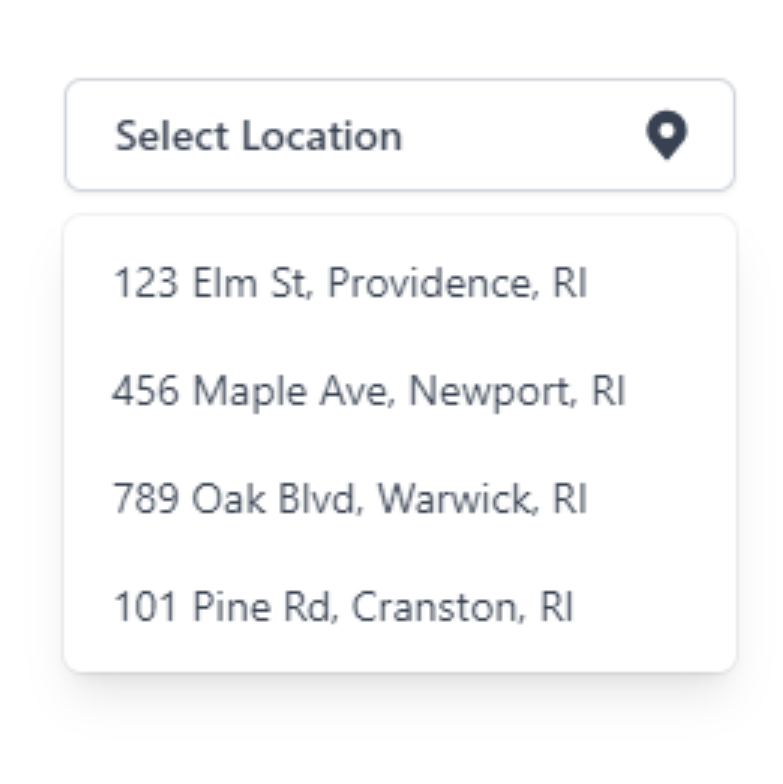 Select Location
123 Elm St, Providence, RI
456 Maple Ave, Newport, RI
789 Oak Blvd, Warwick, RI
101 Pine Rd, Cranston, RI